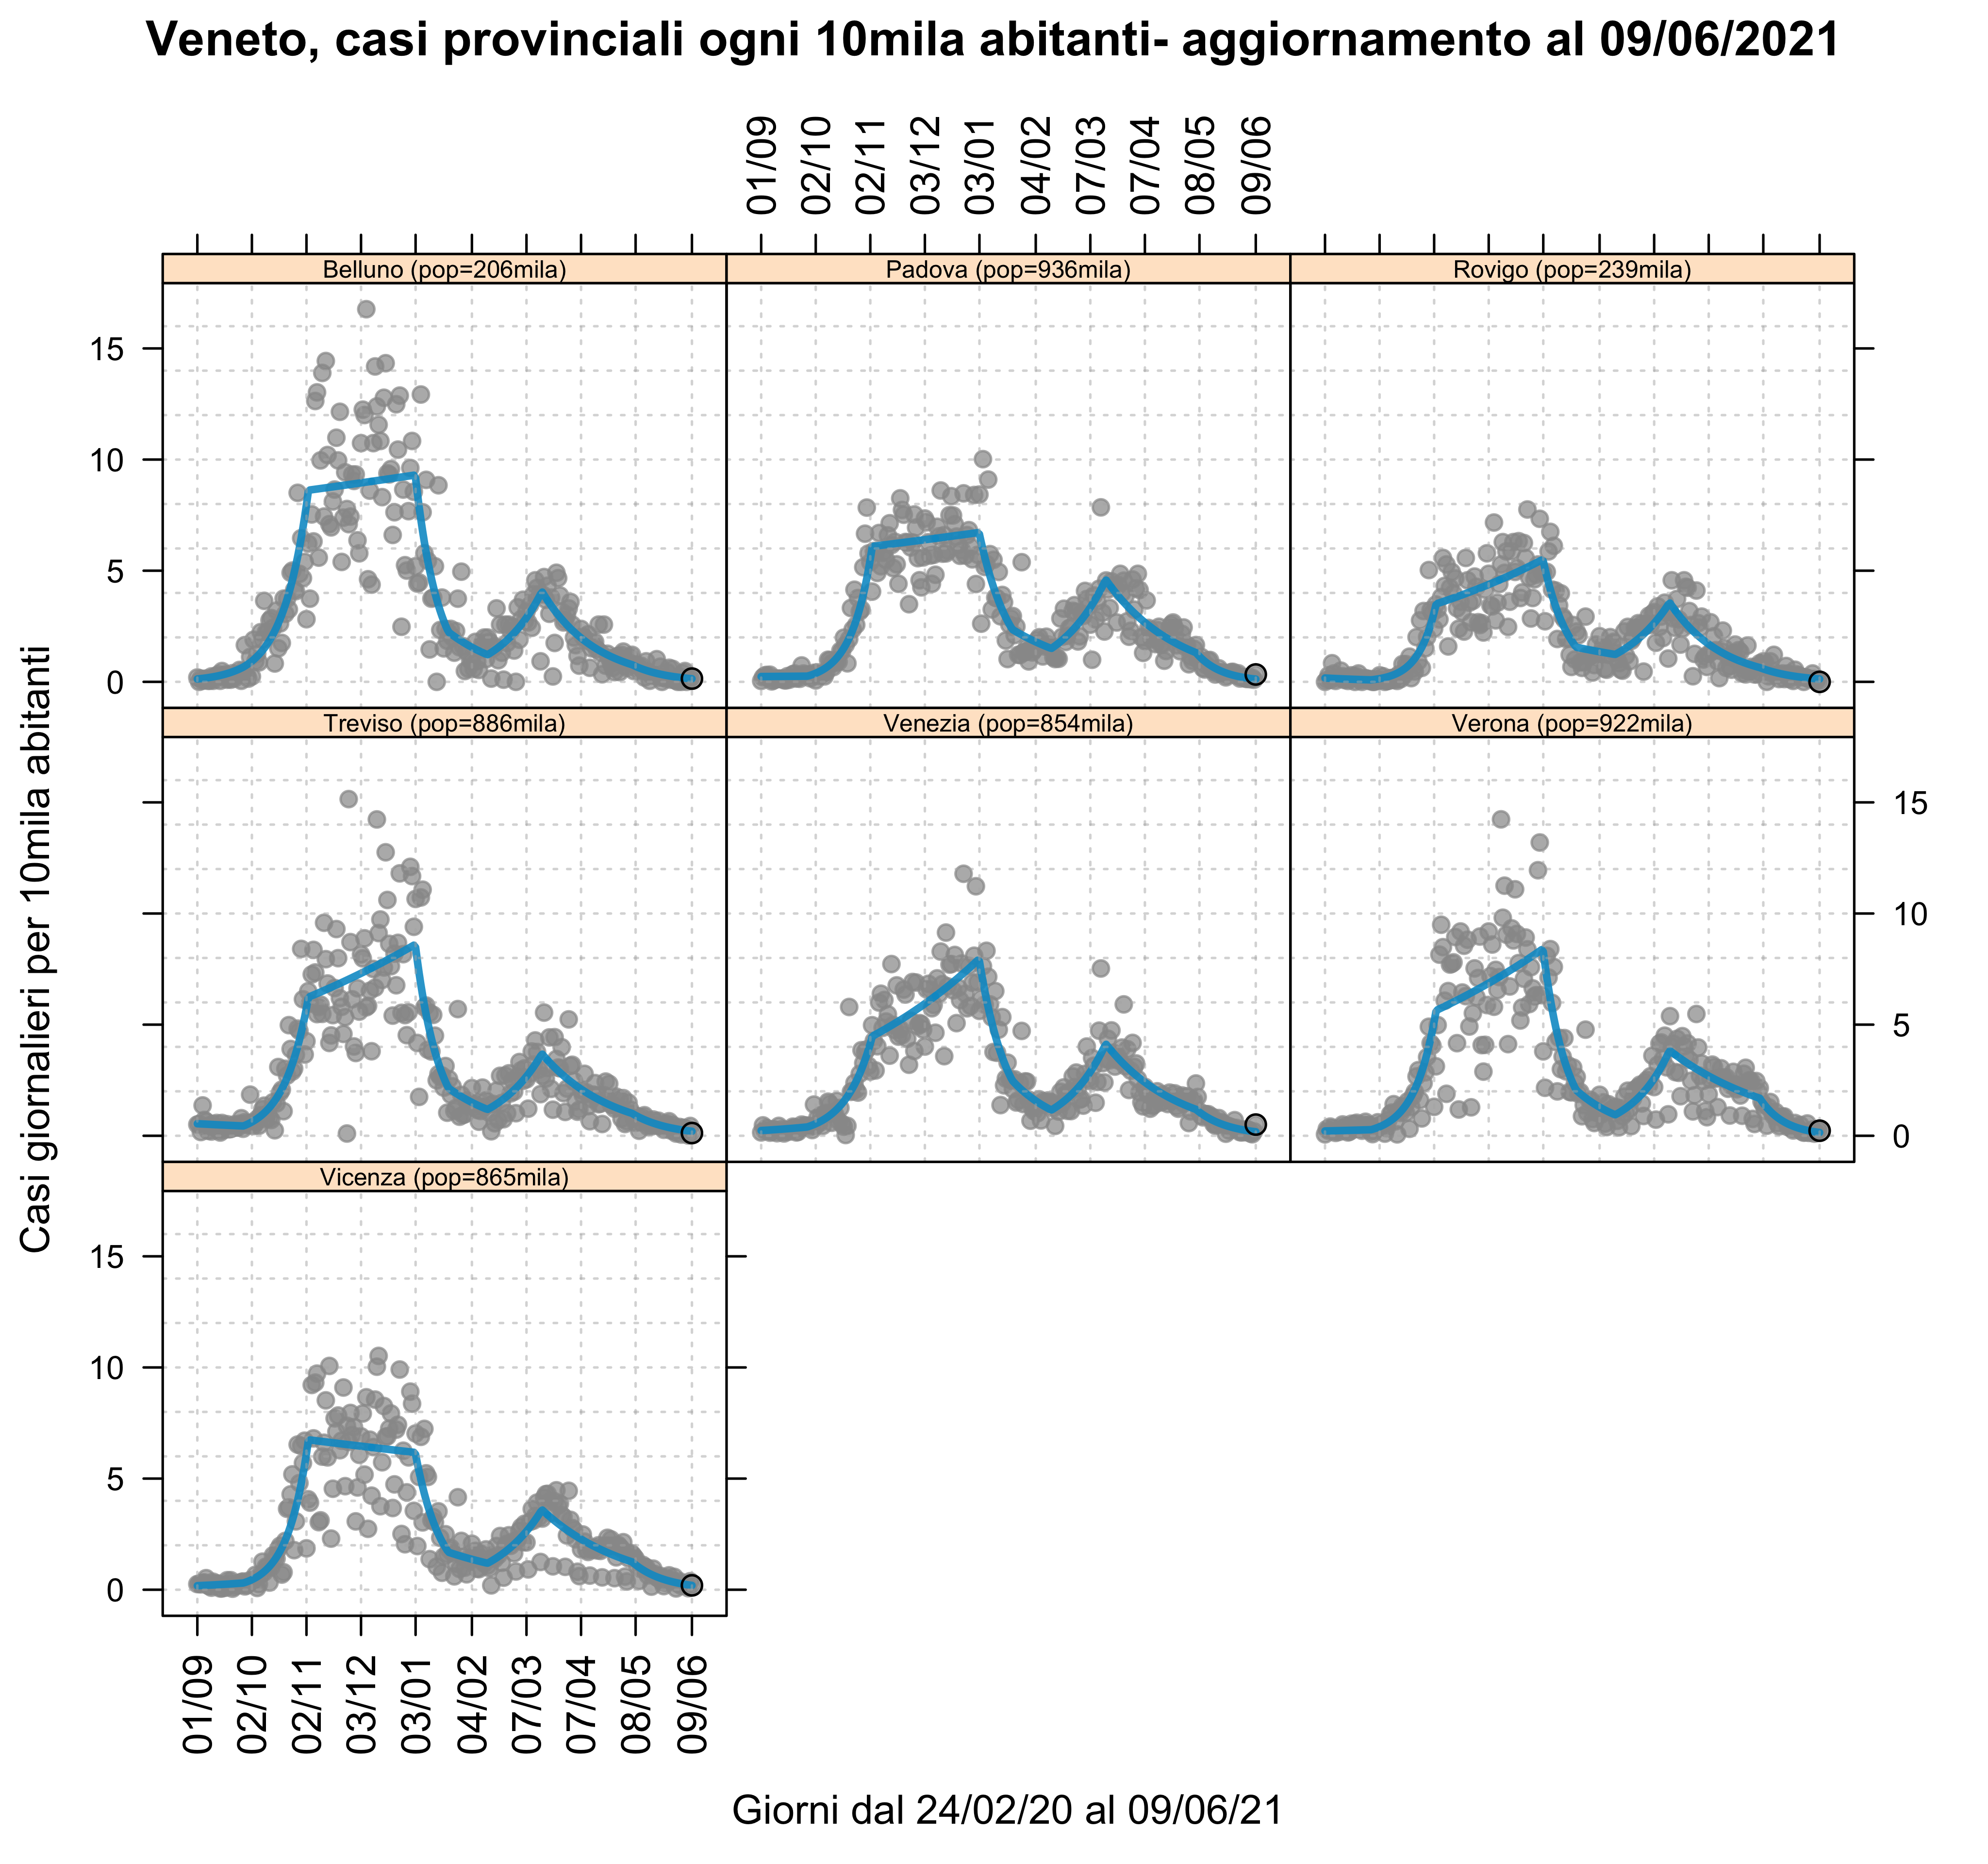 Veneto, casi provinciali ogni 10mila abitanti- aggiornamento al 09/06/2021
01/09 02/10 02/11 03/12 03/01 04/02 07/03 07/04 08/05 09/06
Belluno (pop=206mila) Padova (pop=936mila) Rovigo (pop=239mila)
15
10
5
0
Treviso (pop=886mila) Venezia (pop=854mila) Verona (pop=922mila)
15
10
5
0
Casi giornalieri per 10mila abitanti
Vicenza (pop=865mila)
15
10
5
0
01/09 02/10 02/11 03/12 03/01 04/02 07/03 07/04 08/05 09/06
Giorni dal 24/02/20 al 09/06/21